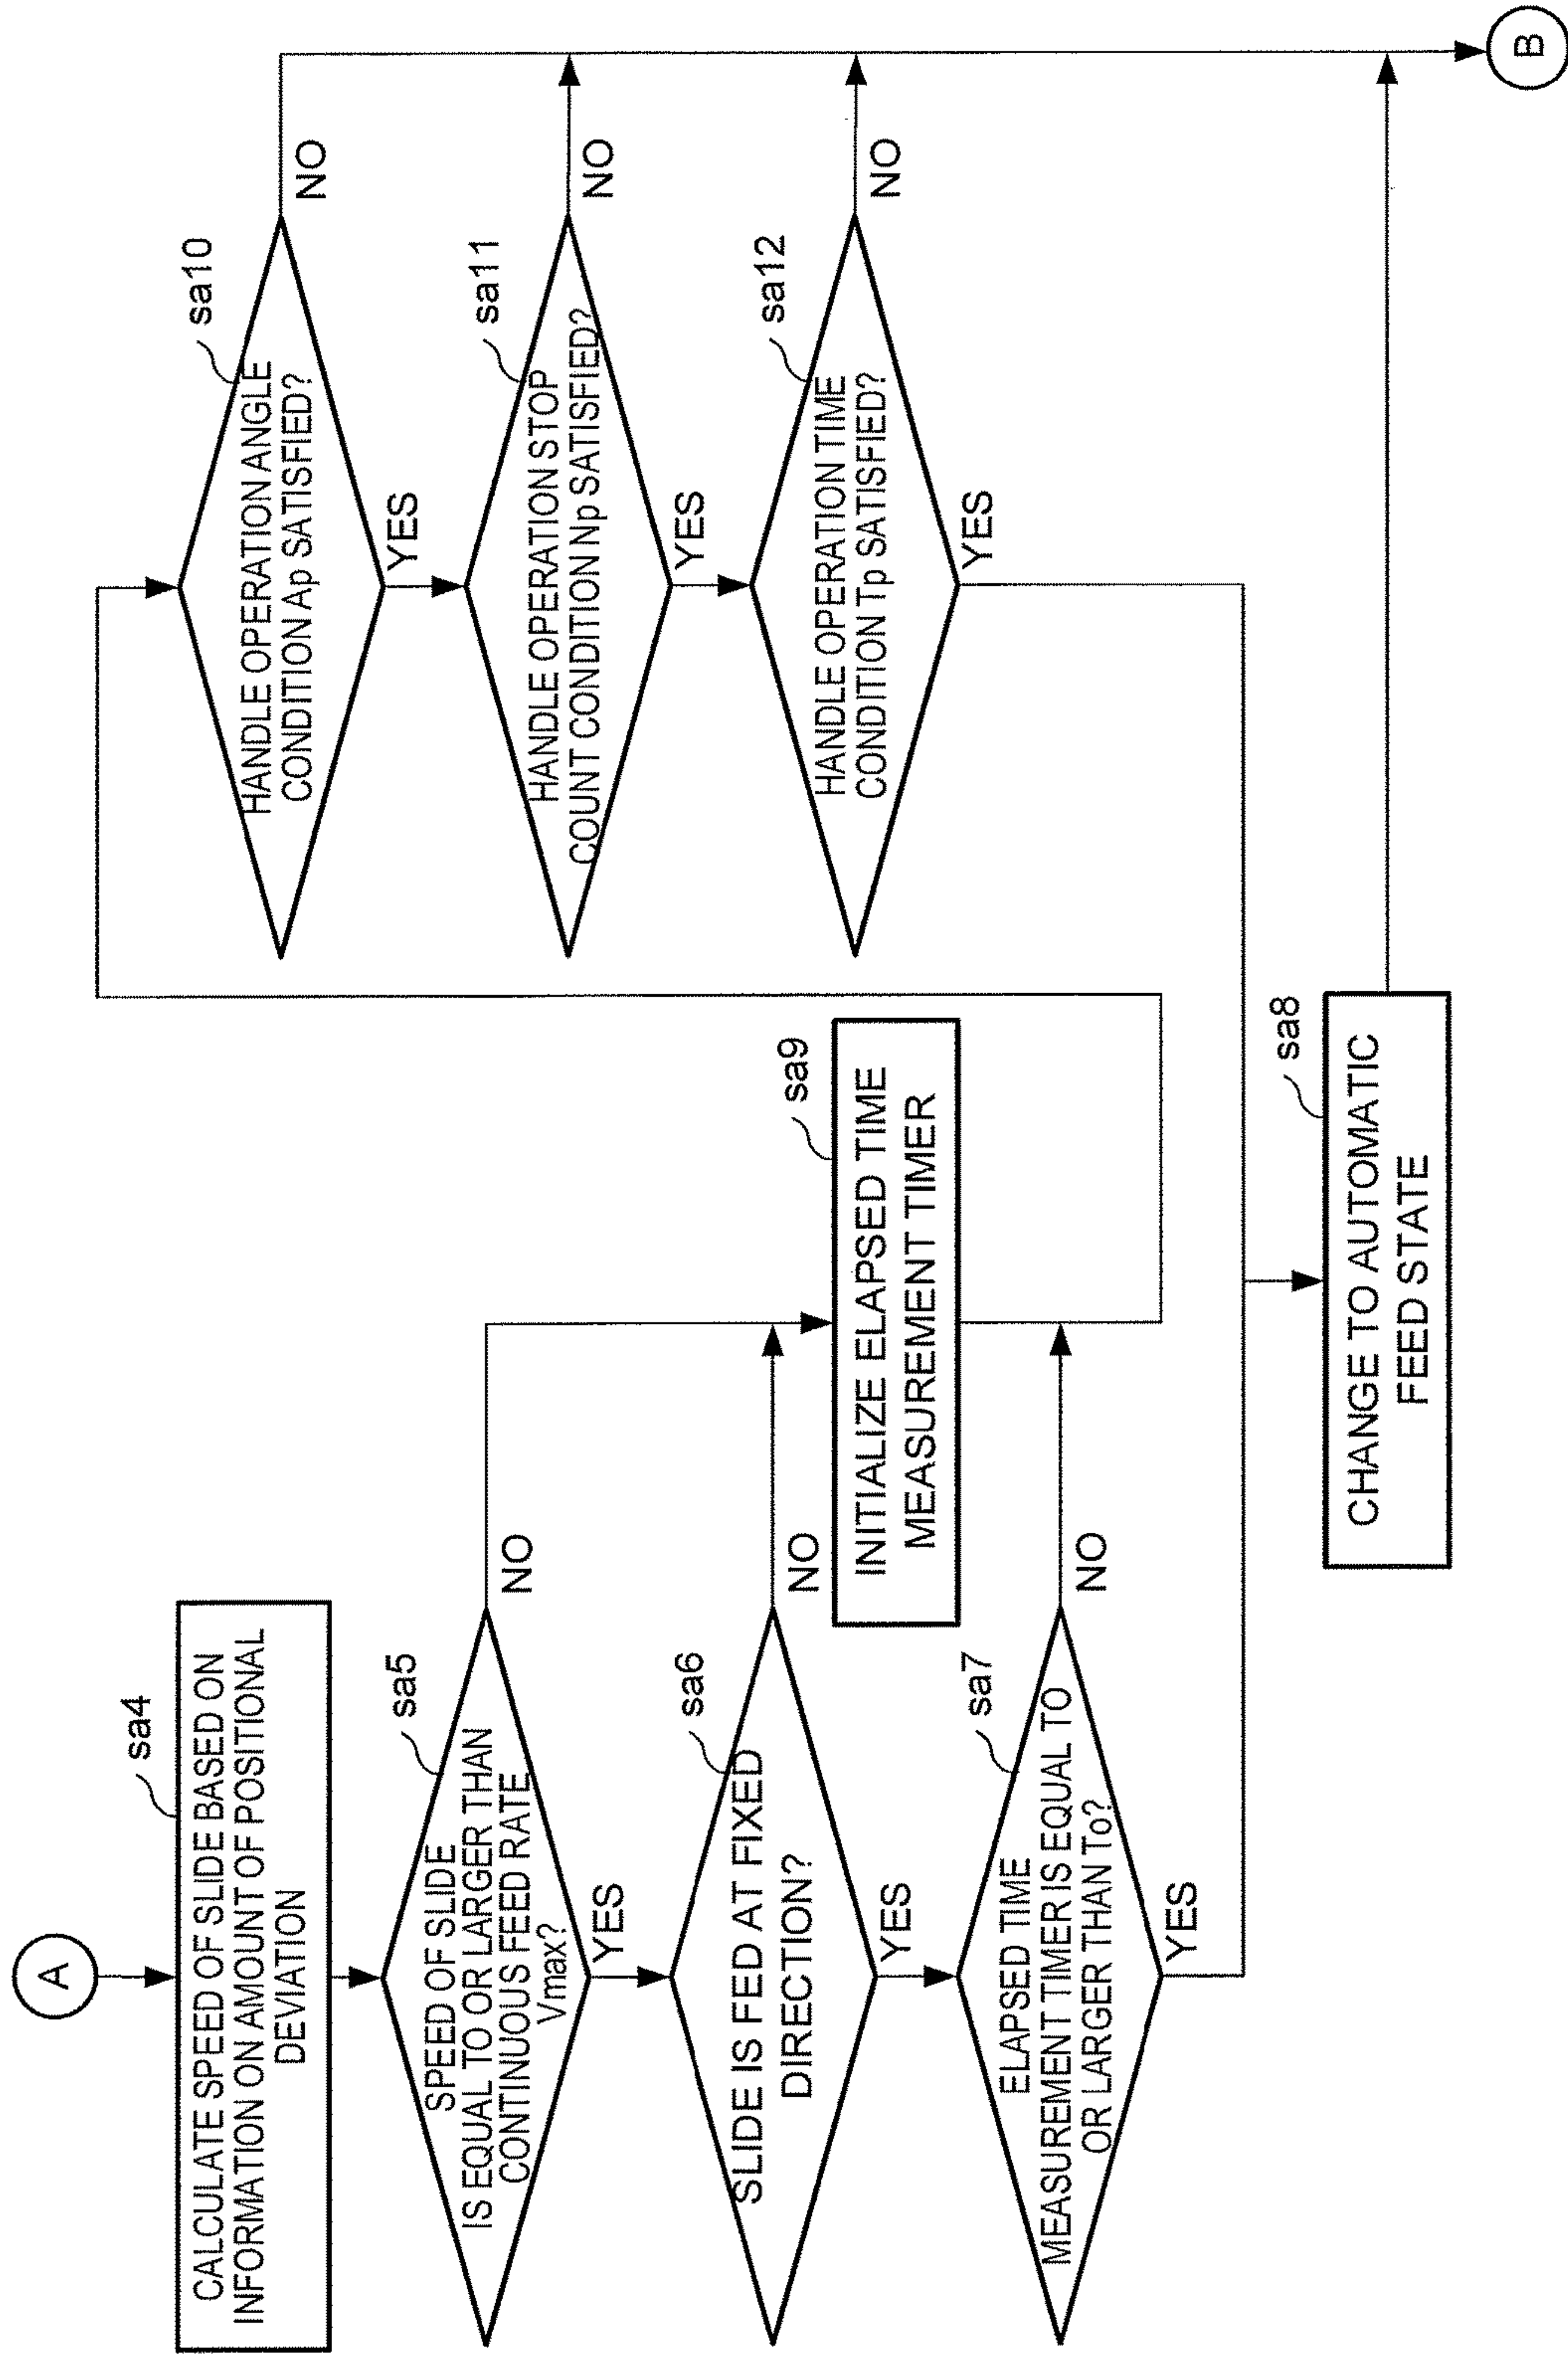 A
sa4
CALCULATE SPEED OF SLIDE BASED ON
INFORMATION ON AMOUNT OF POSITIONAL
DEVIATION
sa5
SPEED OF SLIDE
IS EQUAL TO OR LARGER THAN
CONTINUOUS FEED RATE
Vmax?
NO
YES
sa6
SLIDE IS FED AT FIXED
DIRECTION?
NO
YES
sa7
ELAPSED TIME
MEASUREMENT TIMER IS EQUAL TO
OR LARGER THAN To?
NO
YES
sa9
INITIALIZE ELAPSED TIME
MEASUREMENT TIMER
sa8
CHANGE TO AUTOMATIC
FEED STATE
sa10
HANDLE OPERATION ANGLE
CONDITION Ap SATISFIED?
NO
YES
sa11
HANDLE OPERATION STOP
COUNT CONDITION Np SATISFIED?
NO
YES
sa12
HANDLE OPERATION TIME
CONDITION Tp SATISFIED?
NO
YES
B